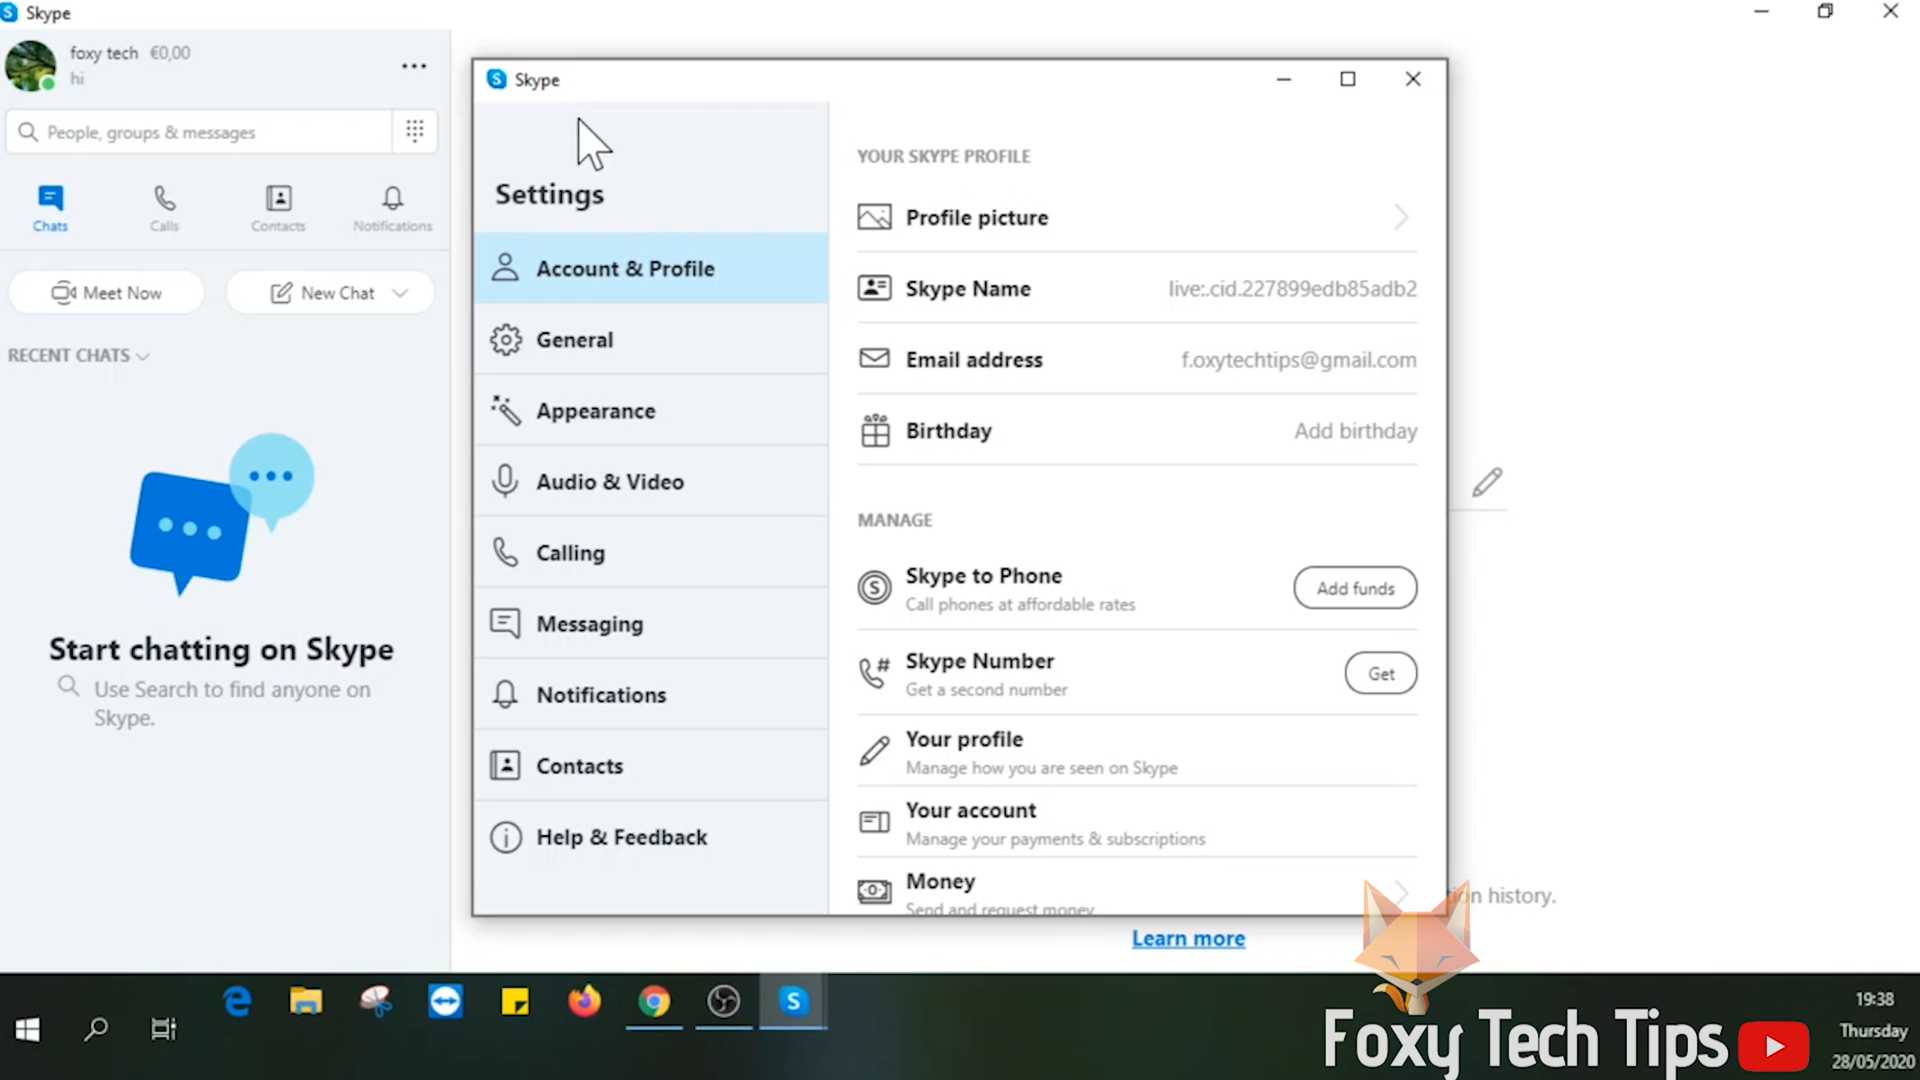 Skype
foxy tech €0,00
hi
People, groups & messages
Chats
Calls
Contacts
Notifications
Meet Now
New Chat
RECENT CHATS
Start chatting on Skype
Use Search to find anyone on
Skype.
Skype
Settings
Account & Profile
General
Appearance
Audio & Video
Calling
Messaging
Notifications
Contacts
Help & Feedback
YOUR SKYPE PROFILE
Profile picture
Skype Name live:.cid.227899edb85adb2
Email address f.oxytechtips@gmail.com
Birthday Add birthday
MANAGE
Skype to Phone
Call phones at affordable rates
Add funds
Skype Number
Get a second number
Get
Your profile
Manage how you are seen on Skype
Your account
Manage your payments & subscriptions
Money
Send and request money
history.
Learn more
19:38
Thursday
28/05/2020
Foxy Tech Tips